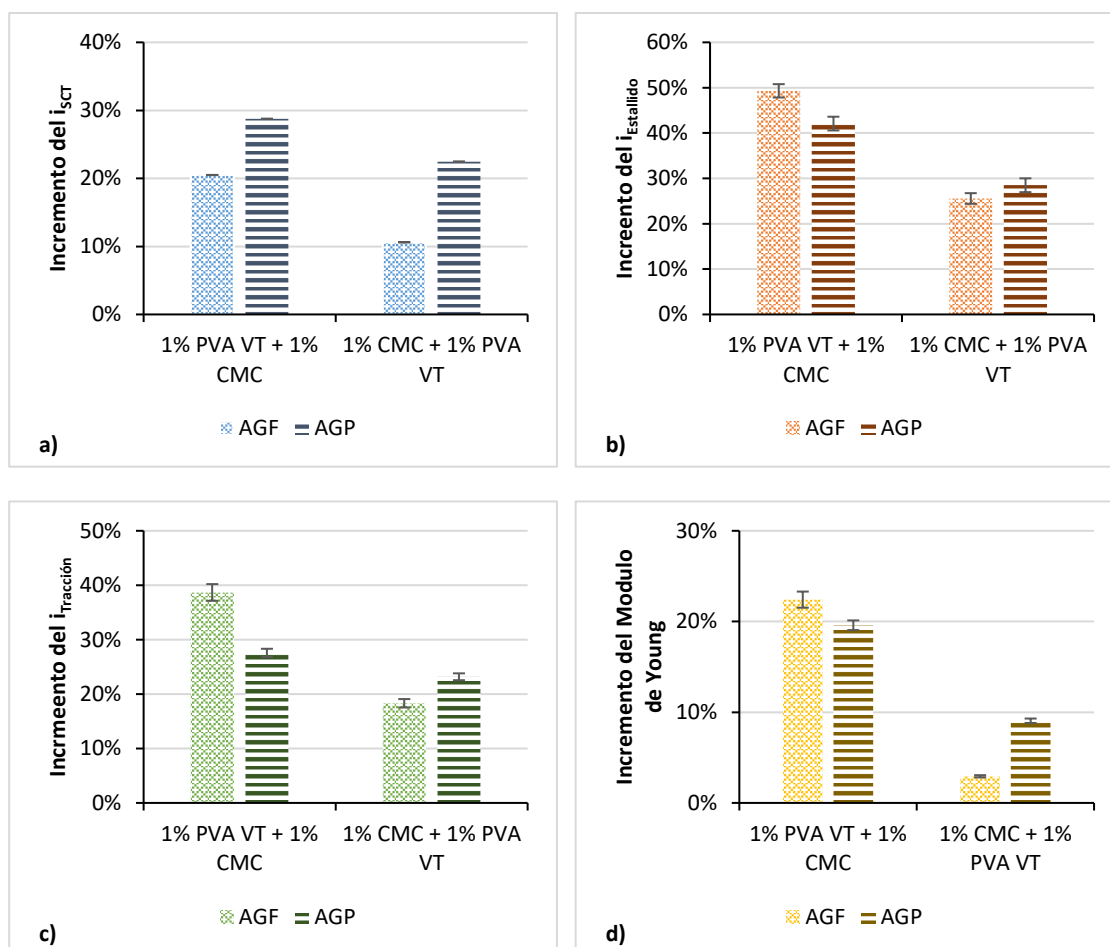 Incremento del iSCT
40%
30%
20%
10%
0%
1% PVA VT + 1%
CMC
1% CMC + 1% PVA
VT
AGF
AGP
a)
Increento del iEstallido
60%
50%
40%
30%
20%
10%
0%
1% PVA VT + 1%
CMC
1% CMC + 1% PVA
VT
AGF
AGP
b)
Incrmeento del iTracción
50%
40%
30%
20%
10%
0%
1% PVA VT + 1%
CMC
1% CMC + 1% PVA
VT
AGF
AGP
c)
Incremento del Modulo
de Young
30%
20%
10%
0%
1% PVA VT + 1%
CMC
1% CMC + 1%
PVA VT
AGF
AGP
d)